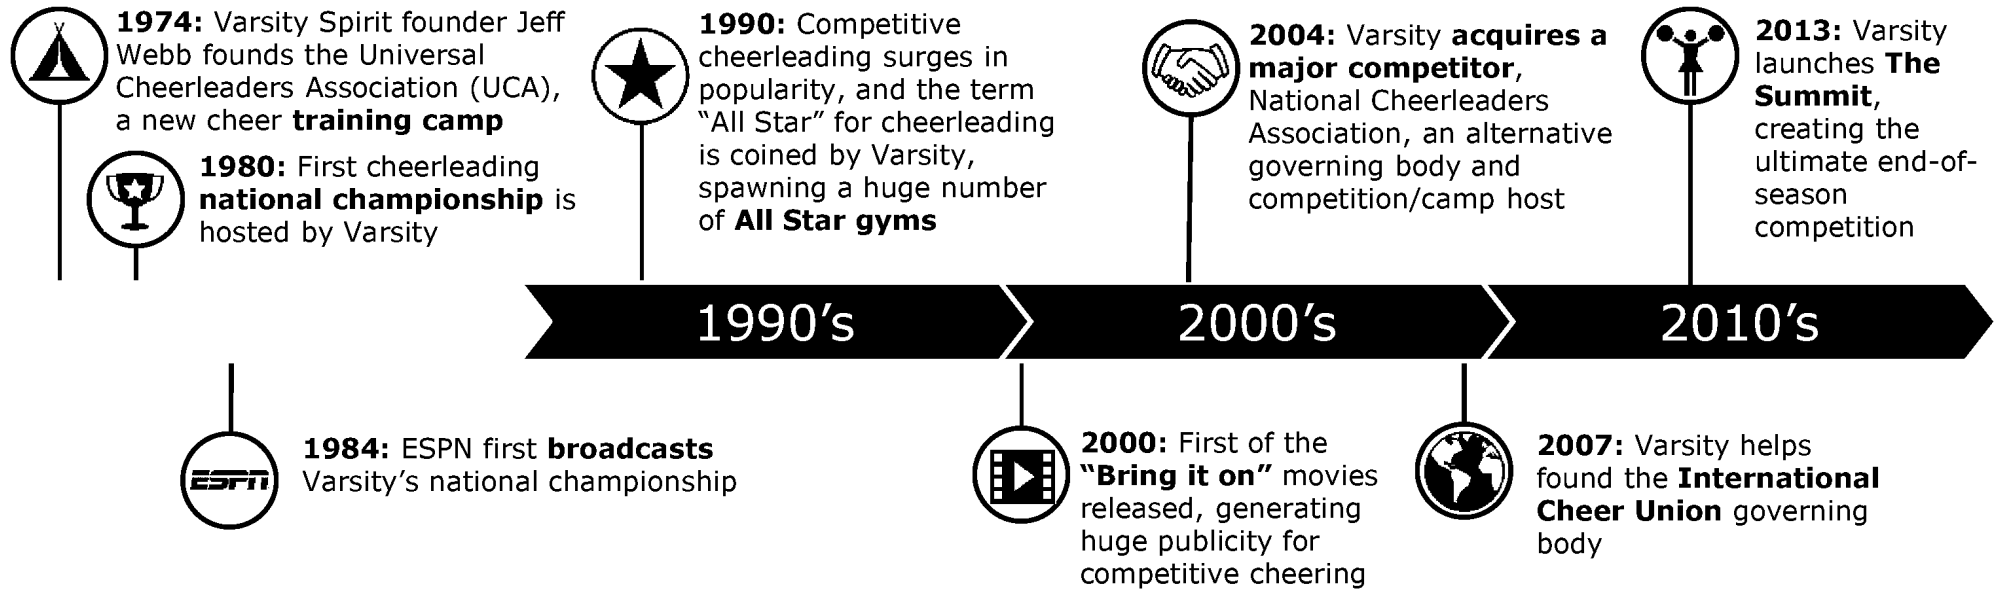 1974: Varsity Spirit founder Jeff
Webb founds the Universal
Cheerleaders Association (UCA),
a new cheer training camp
1980: First cheerleading
national championship is
hosted by Varsity
1990: Competitive
cheerleading surges in
popularity, and the term
“All Star” for cheerleading
is coined by Varsity,
spawning a huge number
of All Star gyms
2004: Varsity acquires a
major competitor,
National Cheerleaders
Association, an alternative
governing body and
competition/camp host
2013: Varsity
launches The
Summit,
creating the
ultimate end-of-
season
competition
1990’s
2000’s
2010’s
ESPN
1984: ESPN first broadcasts
Varsity’s national championship
2000: First of the
“Bring it on” movies
released, generating
huge publicity for
competitive cheering
2007: Varsity helps
found the International
Cheer Union governing
body